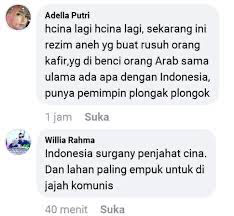 Adella Putri
hcina lagi hcina lagi, sekarang ini
rezim aneh yg buat rusuh orang
kafir,yg di benci orang Arab sama
ulama ada apa dengan Indonesia,
punya pemimpin plongak plongok
1 jam Suka
Willia Rahma
Indonesia surgany penjahat cina.
Dan lahan paling empuk untuk di
jajah komunis
40 menit Suka